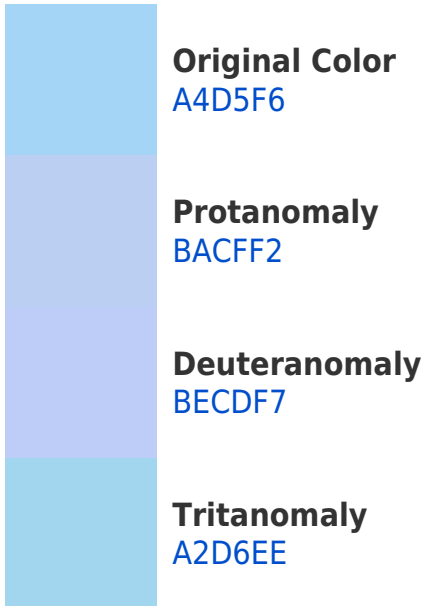 Original Color
A4D5F6
Protanomaly
BACFF2
Deuteranomaly
BECDF7
Tritanomaly
A2D6EE